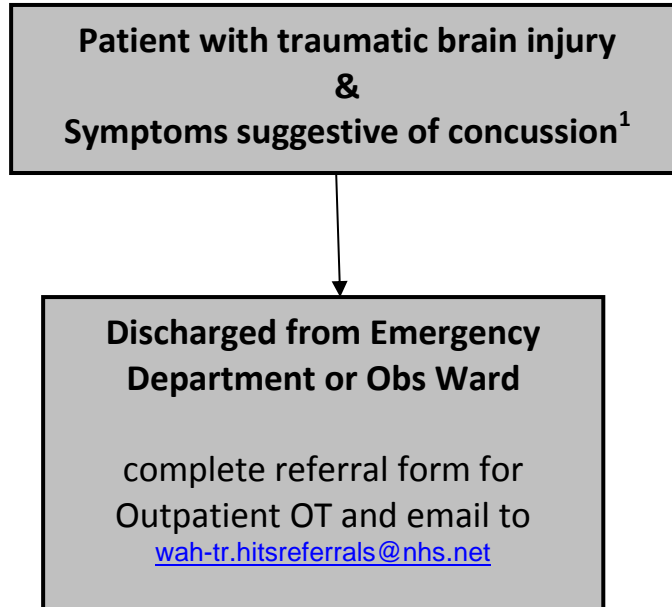 Patient with traumatic brain injury
&
Symptoms suggestive of concussion¹
Discharged from Emergency
Department or Obs Ward
complete referral form for
Outpatient OT and email to
wah-tr.hitsreferrals@nhs.net